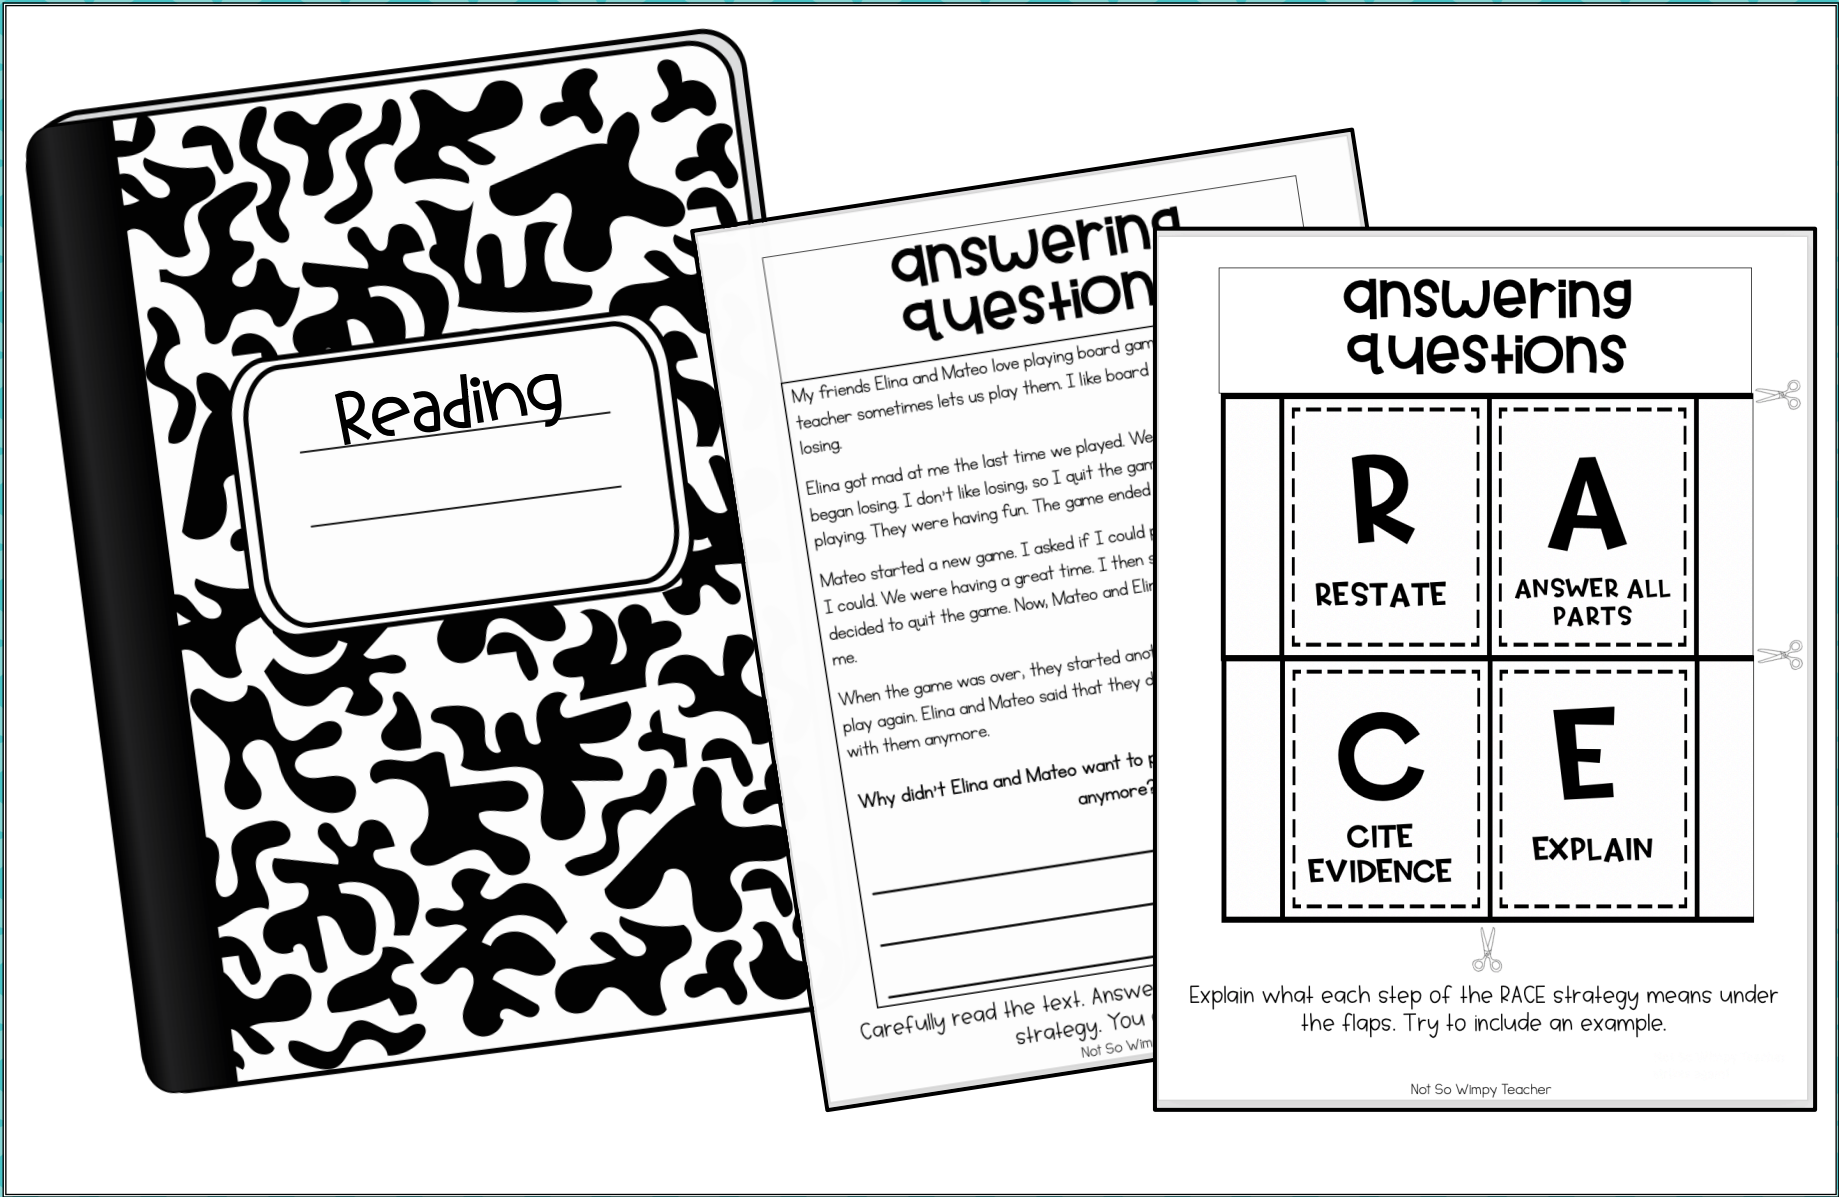 Reading
answering
questions
My friends Elina and Mateo love playing board
teacher sometimes lets us play them. I like board
losing.
Elina got mad at me the last time we played. We
began losing. I don't like losing, so I quit the
playing. They were having fun. The game ended
Mateo started a new game. I asked if I could
I could. We were having a great time. I then
decided to quit the game. Now, Mateo and
me.
When the game was over, they started
play again. Elina and Mateo said that they
with them anymore.
Why didn't Elina and Mateo want to
anymore?
Carefully read the text.
strategy. You
Not So
answering
questions
R
RESTATE
A
ANSWER ALL
PARTS
C
CITE
EVIDENCE
E
EXPLAIN
Explain what each step of the RACE strategy means under
the flaps. Try to include an example.
Not So Wimpy Teacher